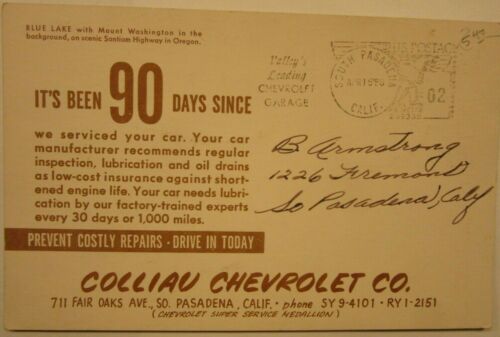 BLUE LAKE with Mount Washington in the
background, on scenic Santiam Highway in Oregon.
IT'S BEEN 90 DAYS SINCE
we serviced your car. Your car
manufacturer recommends regular
inspection, lubrication and oil drains
as low-cost insurance against short-
ened engine life. Your car needs lubri-
cation by our factory-trained experts
every 30 days or 1,000 miles.
PREVENT COSTLY REPAIRS - DRIVE IN TODAY
Valley's
Leading
CHEVROLET
GARAGE
SOUTH PASADENA
CALIF.
U.S. POSTAGE
02
B Armstrong
1226 Fremont
So Pasadena, Calif
COLLIAU CHEVROLET CO.
711 FAIR OAKS AVE., SO. PASADENA, CALIF. • phone SY 9-4101 • RY 1-2151
(CHEVROLET SUPER SERVICE MEDALLION)